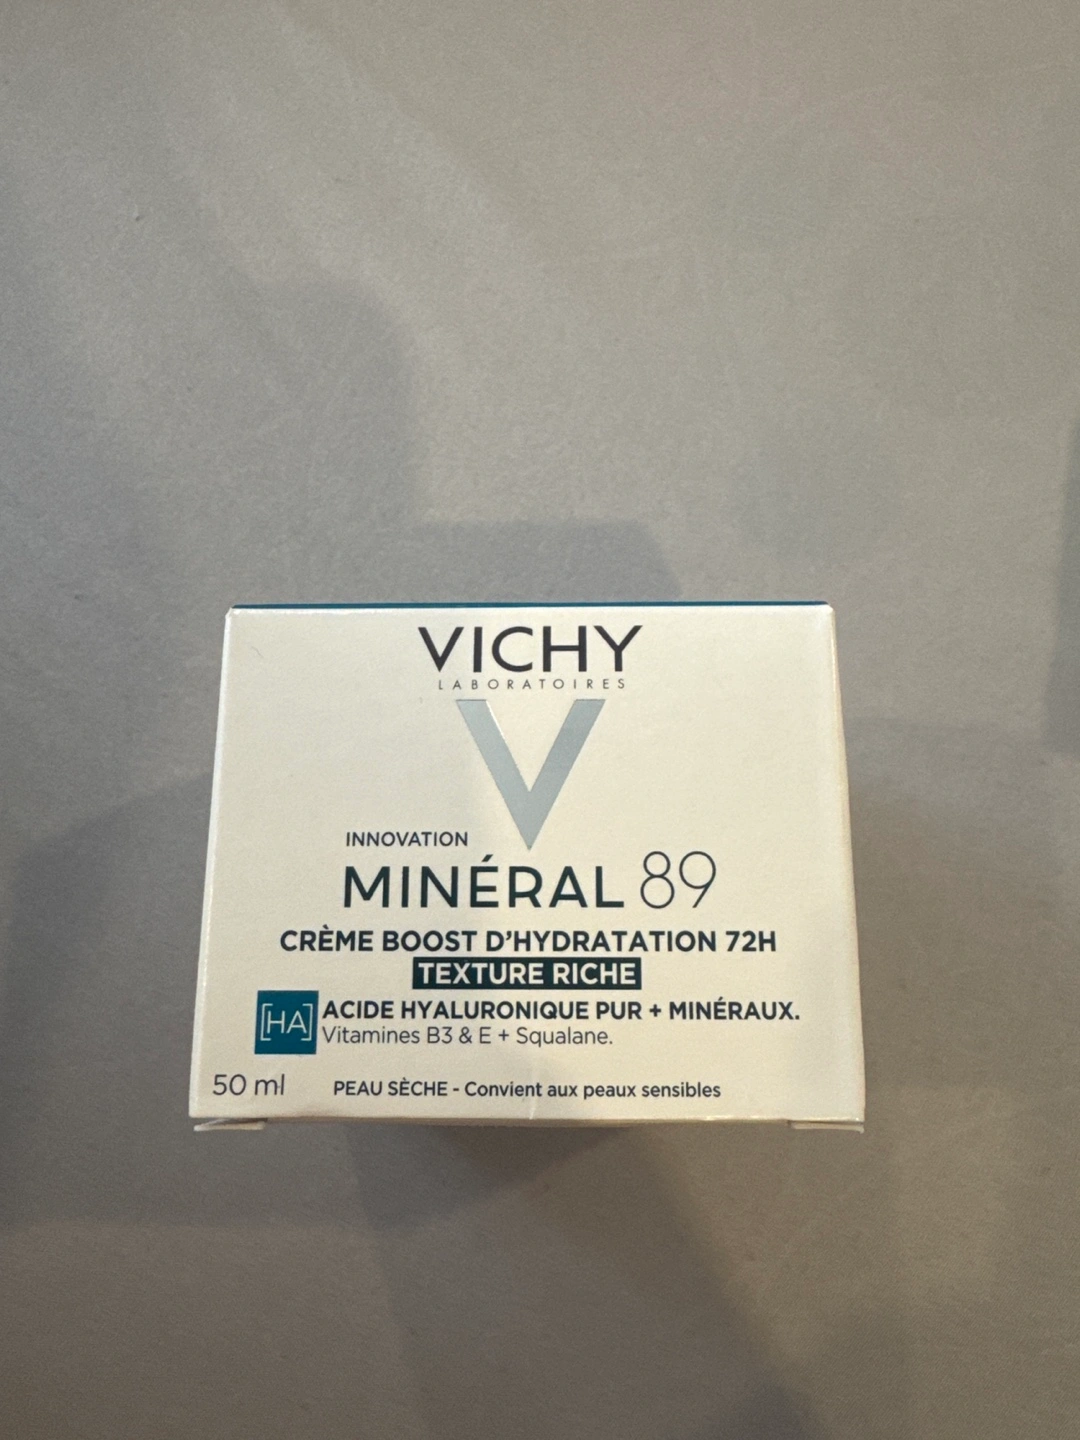 VICHY
LABORATOIRES
INNOVATION
MINÉRAL 89
CRÈME BOOST D'HYDRATATION 72H
TEXTURE RICHE
[HA] ACIDE HYALURONIQUE PUR + MINÉRAUX.
Vitamines B3 & E + Squalane.
50 ml PEAU SÈCHE - Convient aux peaux sensibles